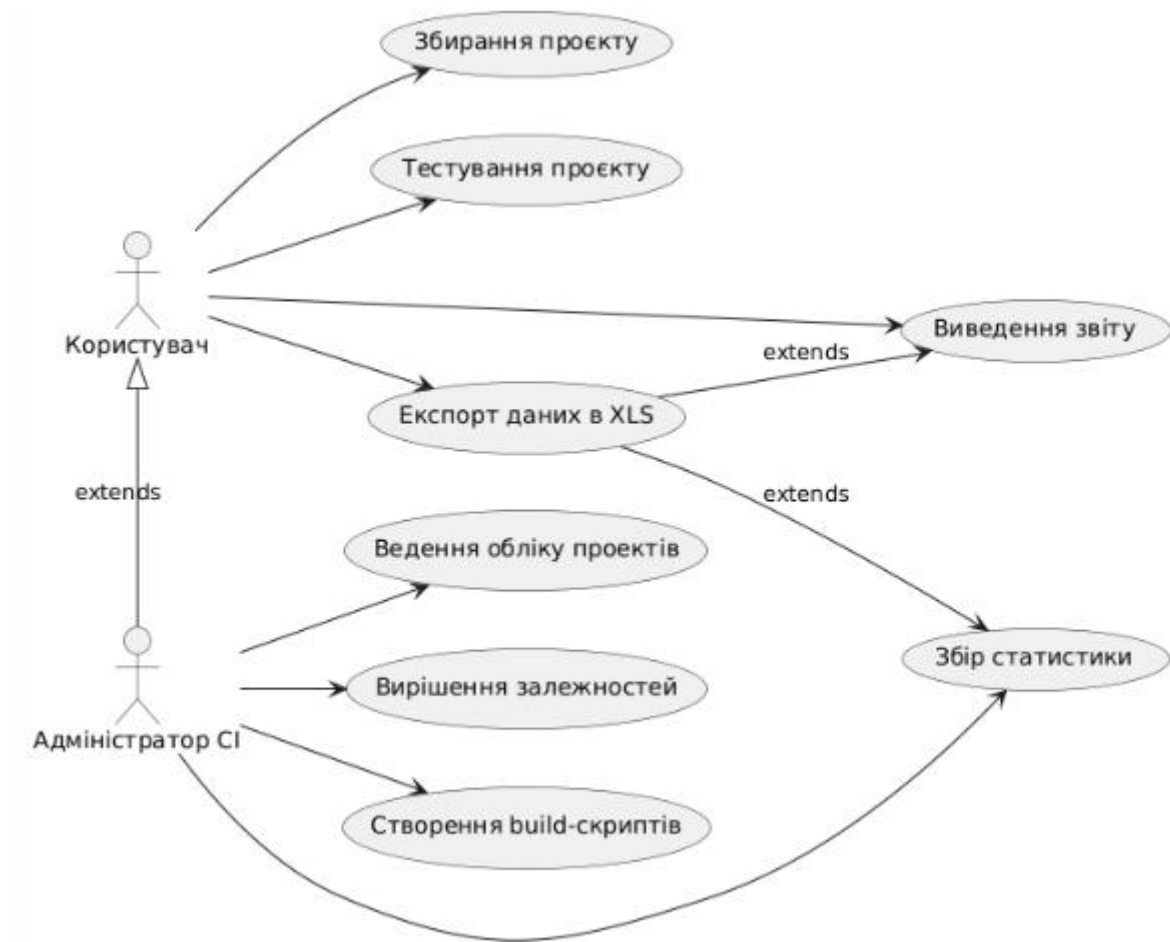 Збирання проєкту
Тестування проєкту
Користувач
Виведення звіту
extends
Експорт даних в XLS
extends
extends
Ведення обліку проектів
Вирішення залежностей
Збір статистики
Адміністратор CI
Створення build-скриптів